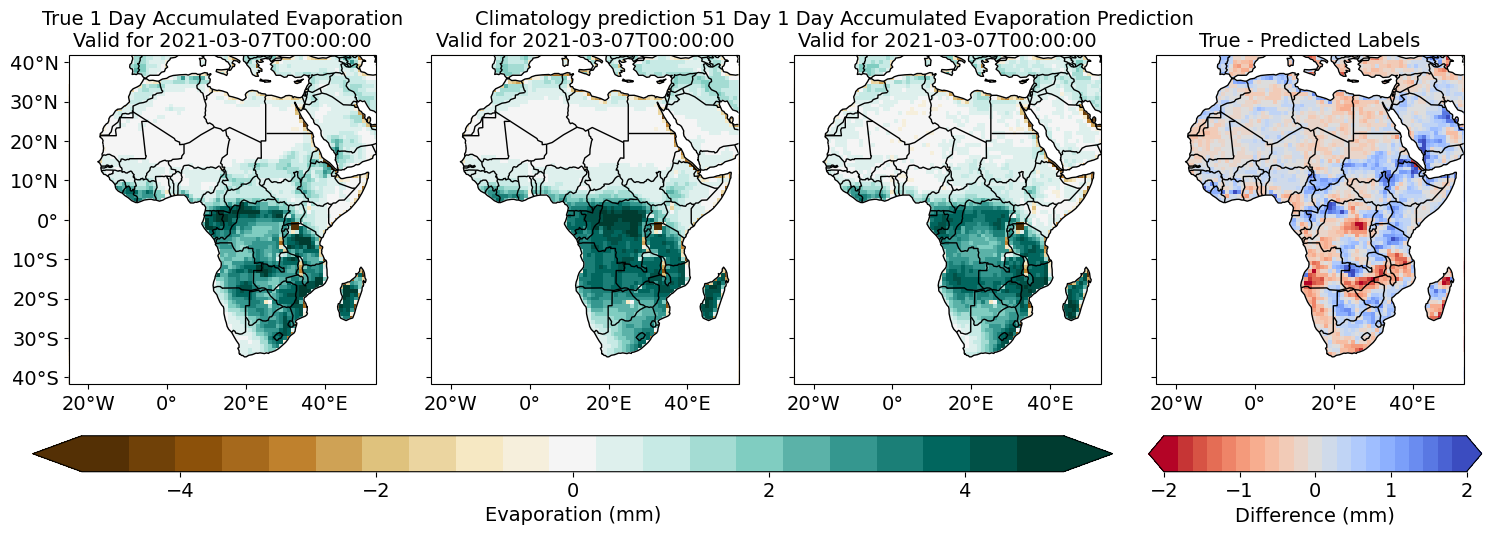 True 1 Day Accumulated Evaporation
Valid for 2021-03-07T00:00:00
Climatology prediction 51 Day 1 Day Accumulated Evaporation Prediction
Valid for 2021-03-07T00:00:00
Valid for 2021-03-07T00:00:00
True - Predicted Labels
40°N
30°N
20°N
10°N
0°
10°S
20°S
30°S
40°S
20°W 0° 20°E 40°E
20°W 0° 20°E 40°E
20°W 0° 20°E 40°E
20°W 0° 20°E 40°E
−4 −2 0 2 4
Evaporation (mm)
−2 −1 0 1 2
Difference (mm)